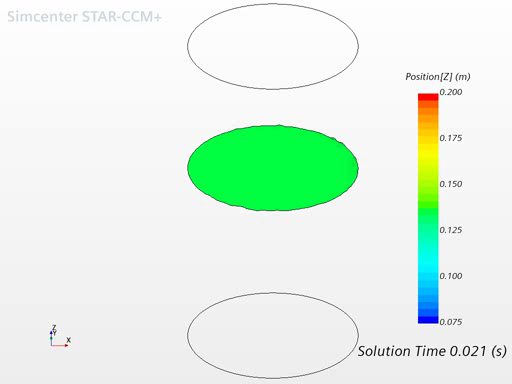 Simcenter STAR-CCM+
Position[Z] (m)
0.200
0.175
0.150
0.125
0.100
0.075
Z
Y
X
Solution Time 0.021 (s)